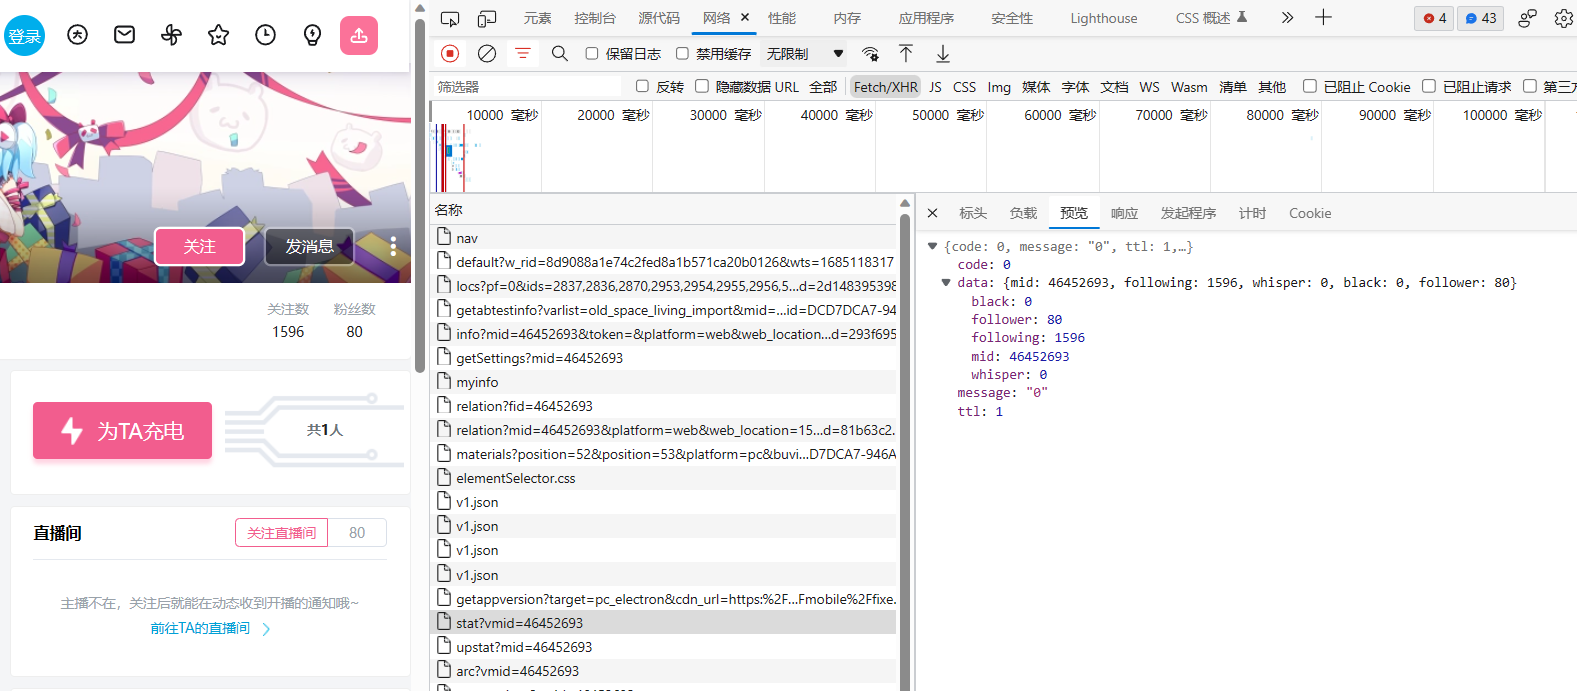 登录
关注
发消息
关注数
粉丝数
1596
80
为TA充电
共1人
直播间
关注直播间
80
主播不在，关注后就能在动态收到开播的通知哦~
前往TA的直播间
元素
控制台
源代码
网络
性能
内存
应用程序
安全性
Lighthouse
CSS 概述
4
43
保留日志
禁用缓存
无限制
筛选器
反转
隐藏数据 URL
全部
Fetch/XHR
JS
CSS
Img
媒体
字体
文档
WS
Wasm
清单
其他
已阻止 Cookie
已阻止请求
第三方
10000 毫秒
20000 毫秒
30000 毫秒
40000 毫秒
50000 毫秒
60000 毫秒
70000 毫秒
80000 毫秒
90000 毫秒
100000 毫秒
名称
nav
default?w_rid=8d9088a1e74c2fed8a1b571ca20b0126&wts=1685118317
locs?pf=0&ids=2837,2836,2870,2953,2954,2955,2956,5...d=2d148395398
getabtestinfo?varlist=old_space_living_import&mid=...id=DCD7DCA7-94
info?mid=46452693&token=&platform=web&web_location...d=293f695
getSettings?mid=46452693
myinfo
relation?fid=46452693
relation?mid=46452693&platform=web&web_location=15...d=81b63c2.
materials?position=52&position=53&platform=pc&buvi...D7DCA7-946A
elementSelector.css
v1.json
v1.json
v1.json
v1.json
getappversion?target=pc_electron&cdn_url=https:%2F...Fmobile%2Ffixe.
stat?vmid=46452693
upstat?mid=46452693
arc?vmid=46452693
标头
负载
预览
响应
发起程序
计时
Cookie
{code: 0, message: "0", ttl: 1,…}
code: 0
data: {mid: 46452693, following: 1596, whisper: 0, black: 0, follower: 80}
black: 0
follower: 80
following: 1596
mid: 46452693
whisper: 0
message: "0"
ttl: 1